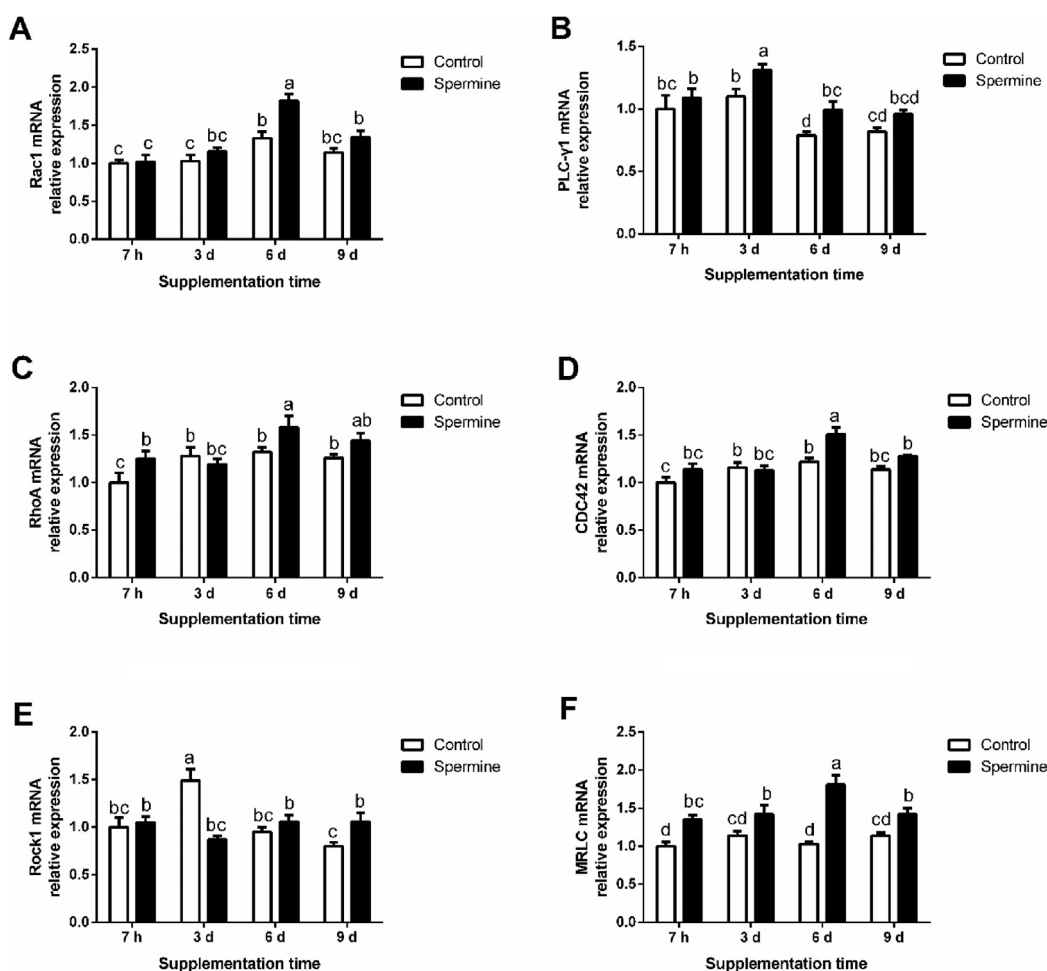 A
Rac1 mRNA
relative expression
2.5
2.0
1.5
1.0
0.5
0.0
c
c
c
bc
b
a
bc
b
7 h
3 d
6 d
9 d
Supplementation time
Control
Spermine
B
PLC-γ1 mRNA
relative expression
1.5
1.0
0.5
0.0
bc
b
b
a
d
bc
cd
bcd
7 h
3 d
6 d
9 d
Supplementation time
Control
Spermine
C
RhoA mRNA
relative expression
2.0
1.5
1.0
0.5
0.0
c
b
b
bc
b
a
b
ab
7 h
3 d
6 d
9 d
Supplementation time
Control
Spermine
D
CDC42 mRNA
relative expression
2.0
1.5
1.0
0.5
0.0
c
bc
b
b
b
a
bc
b
7 h
3 d
6 d
9 d
Supplementation time
Control
Spermine
E
Rock1 mRNA
relative expression
2.0
1.5
1.0
0.5
0.0
bc
b
a
bc
bc
b
c
b
7 h
3 d
6 d
9 d
Supplementation time
Control
Spermine
F
MRLC mRNA
relative expression
2.5
2.0
1.5
1.0
0.5
0.0
d
bc
cd
b
d
a
cd
b
7 h
3 d
6 d
9 d
Supplementation time
Control
Spermine